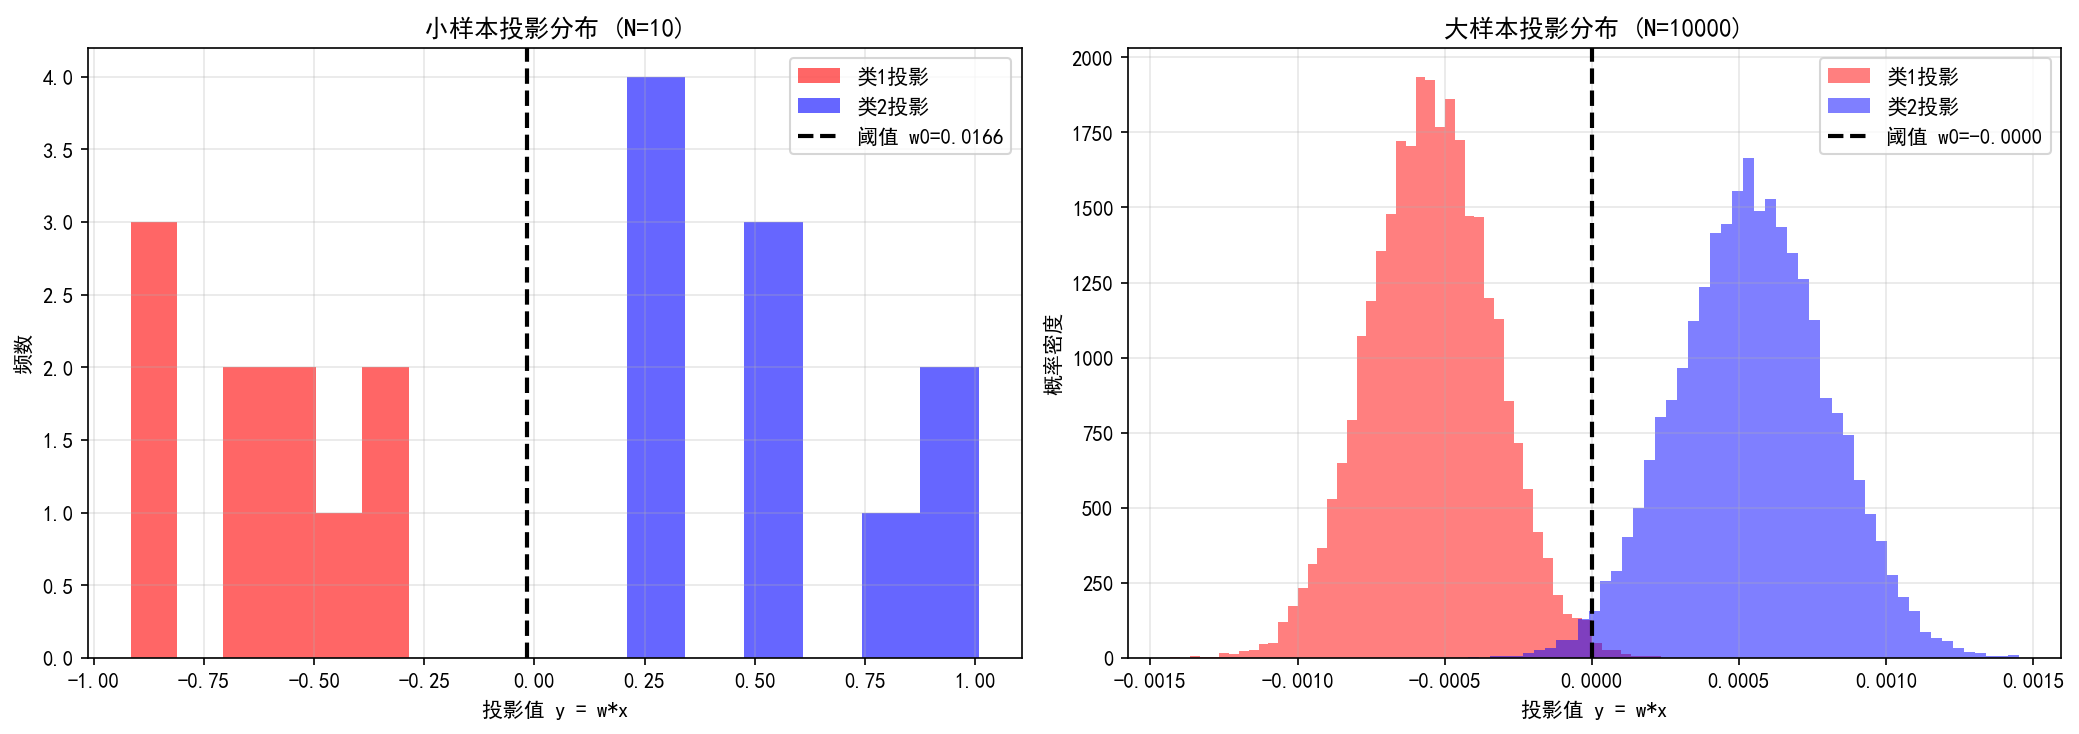 小样本投影分布 (N=10)
类1投影
类2投影
阈值 w0=0.0166
4.0
3.5
3.0
2.5
2.0
1.5
1.0
0.5
0.0
频数
-1.00 -0.75 -0.50 -0.25 0.00 0.25 0.50 0.75 1.00
投影值 y = w*x
大样本投影分布 (N=10000)
类1投影
类2投影
阈值 w0=-0.0000
2000
1750
1500
1250
1000
750
500
250
0
概率密度
-0.0015 -0.0010 -0.0005 0.0000 0.0005 0.0010 0.0015
投影值 y = w*x